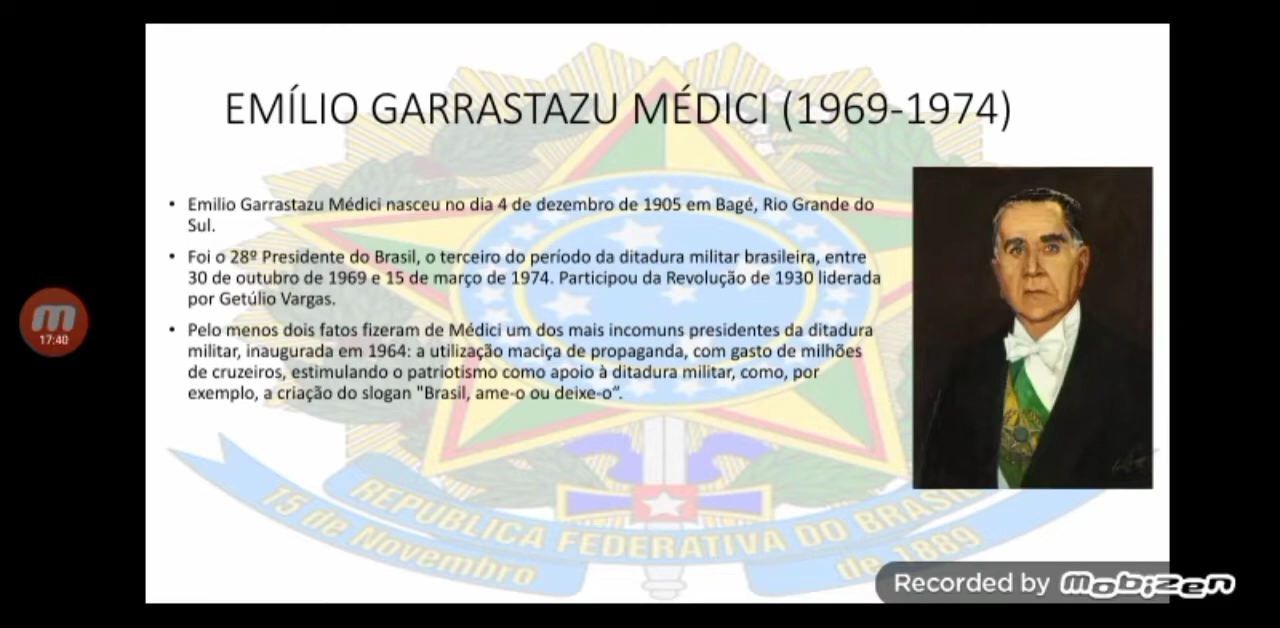 EMÍLIO GARRASTAZU MÉDICI (1969-1974)
• Emilio Garrastazu Médici nasceu no dia 4 de dezembro de 1905 em Bagé, Rio Grande do
Sul.
• Foi o 28º Presidente do Brasil, o terceiro do período da ditadura militar brasileira, entre
30 de outubro de 1969 e 15 de março de 1974. Participou da Revolução de 1930 liderada
por Getúlio Vargas.
• Pelo menos dois fatos fizeram de Médici um dos mais incomuns presidentes da ditadura
militar, inaugurada em 1964: a utilização maciça de propaganda, com gasto de milhões
de cruzeiros, estimulando o patriotismo como apoio à ditadura militar, como, por
exemplo, a criação do slogan "Brasil, ame-o ou deixe-o“.
17:40
REPUBLICA FEDERATIVA DO BRASIL
15 de Novembro
de 1889
Recorded by mobizen